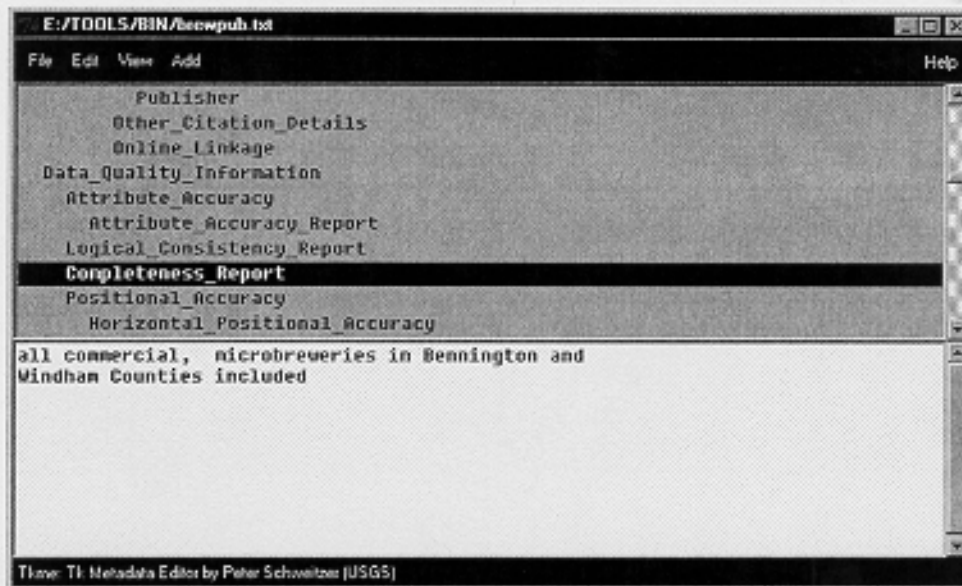 E:/TOOLS/BIN/brewpub.txt
File Edit View Add Help
Publisher
Other_Citation_Details
Online_Linkage
Data_Quality_Information
Attribute_Accuracy
Attribute_Accuracy_Report
Logical_Consistency_Report
Completeness_Report
Positional_Accuracy
Horizontal_Positional_Accuracy
all commercial, microbreweries in Bennington and
Windham Counties included
Tkme: Tk Metadata Editor by Peter Schweitzer (USGS)